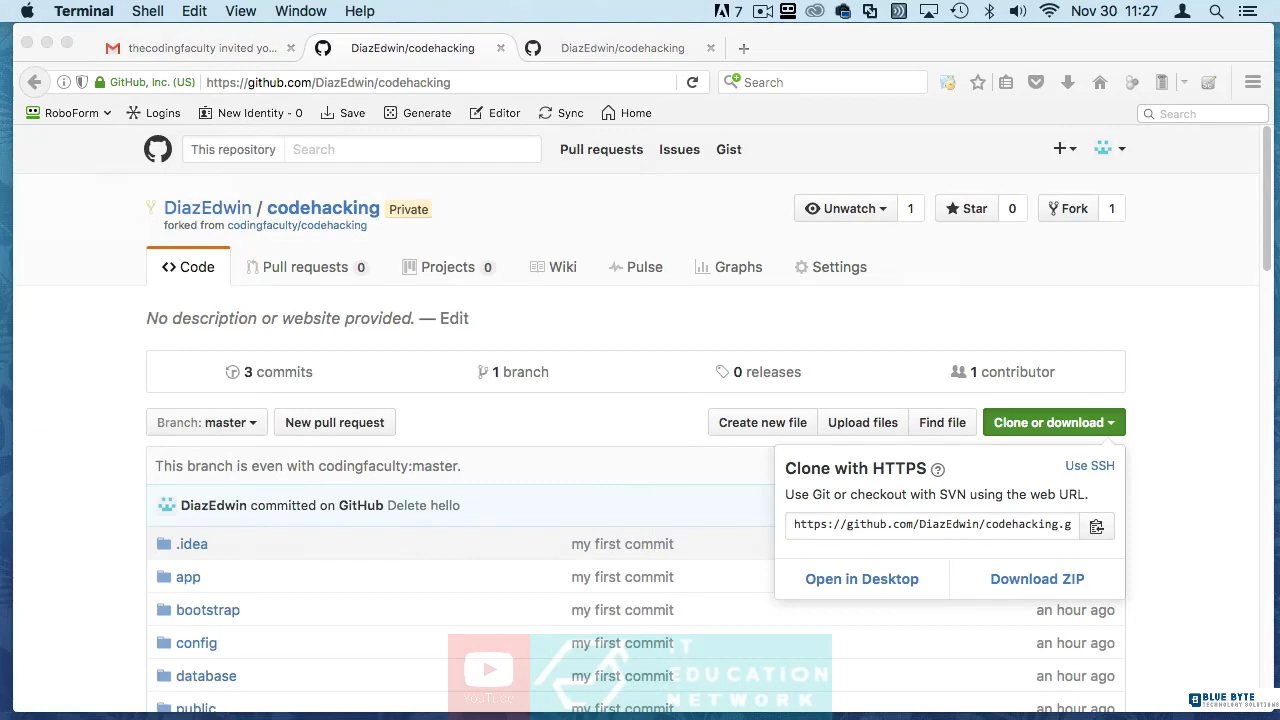 Terminal Shell Edit View Window Help 7 Nov 30 11:27
thecodingfaculty invited yo... DiazEdwin/codehacking DiazEdwin/codehacking
GitHub, Inc. (US) https://github.com/DiazEdwin/codehacking Search
RoboForm Logins New Identity - 0 Save Generate Editor Sync Home Search
This repository Search Pull requests Issues Gist
DiazEdwin / codehacking Private Unwatch 1 Star 0 Fork 1
forked from codingfaculty/codehacking
Code Pull requests 0 Projects 0 Wiki Pulse Graphs Settings
No description or website provided. — Edit
3 commits 1 branch 0 releases 1 contributor
Branch: master New pull request Create new file Upload files Find file Clone or download
This branch is even with codingfaculty:master.
Clone with HTTPS Use SSH
Use Git or checkout with SVN using the web URL.
DiazEdwin committed on GitHub Delete hello
https://github.com/DiazEdwin/codehacking.g
.idea my first commit
app my first commit
Open in Desktop Download ZIP
bootstrap my first commit an hour ago
config my first commit an hour ago
database my first commit an hour ago
public my first commit an hour ago
YouTube
IT
EDUCATION
NETWORK
BLUE BYTE
TECHNOLOGY SOLUTIONS